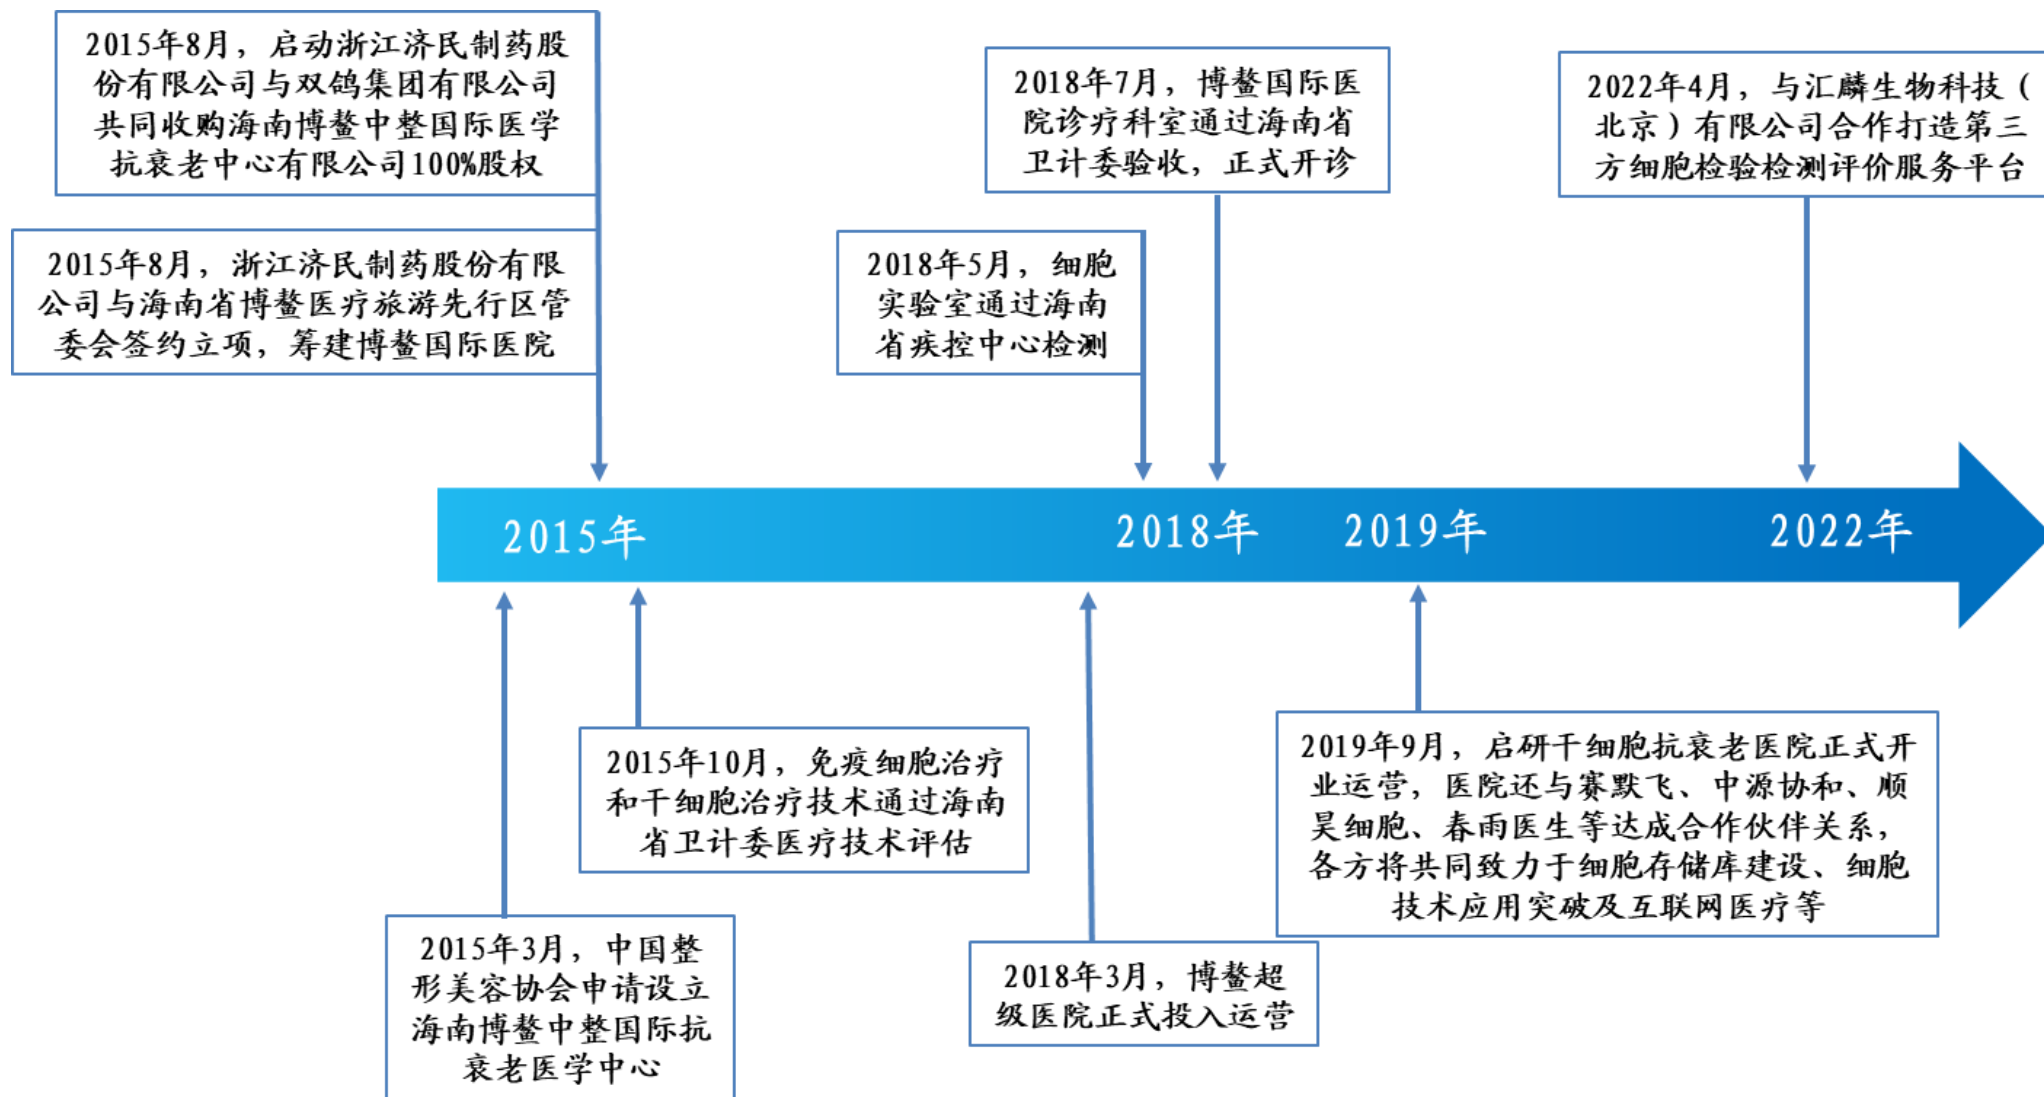 2015年8月，启动浙江济民制药股
份有限公司与双鸽集团有限公司
共同收购海南博鳌中整国际医学
抗衰老中心有限公司100%股权
2015年8月，浙江济民制药股份有限
公司与海南省博鳌医疗旅游先行区管
委会签约立项，筹建博鳌国际医院
2018年5月，细胞
实验室通过海南
省疾控中心检测
2018年7月，博鳌国际医
院诊疗科室通过海南省
卫计委验收，正式开诊
2022年4月，与汇麟生物科技（
北京）有限公司合作打造第三
方细胞检验检测评价服务平台
2015年
2018年
2019年
2022年
2015年3月，中国整
形美容协会申请设立
海南博鳌中整国际抗
衰老医学中心
2015年10月，免疫细胞治疗
和干细胞治疗技术通过海南
省卫计委医疗技术评估
2018年3月，博鳌超
级医院正式投入运营
2019年9月，启研干细胞抗衰老医院正式开
业运营，医院还与赛默飞、中源协和、顺
昊细胞、春雨医生等达成合作伙伴关系，
各方将共同致力于细胞存储库建设、细胞
技术应用突破及互联网医疗等